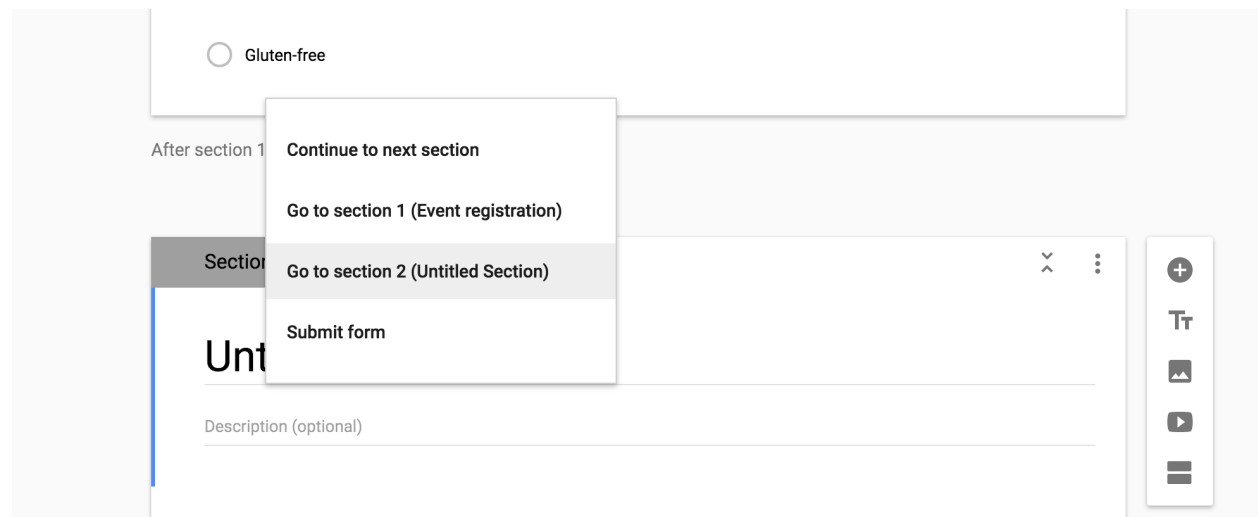 Gluten-free
After section 1
Continue to next section
Go to section 1 (Event registration)
Section
Go to section 2 (Untitled Section)
Submit form
Unt
Description (optional)